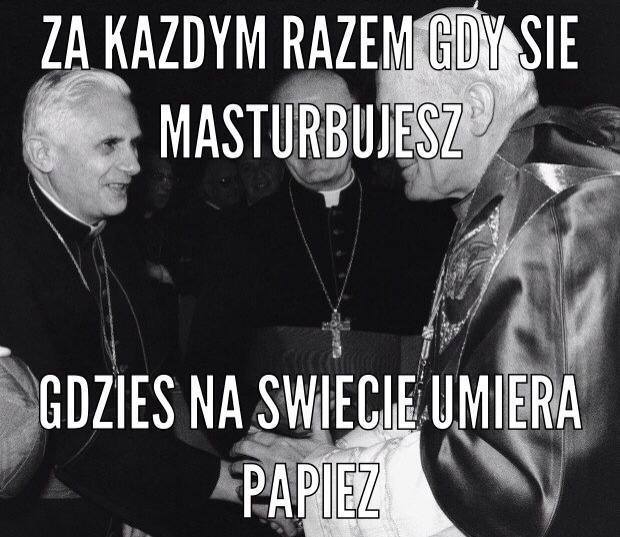 ZA KAZDYM RAZEM GDY SIE
MASTURBUJESZ
GDZIES NA SWIECIE UMIERA
PAPIEZ